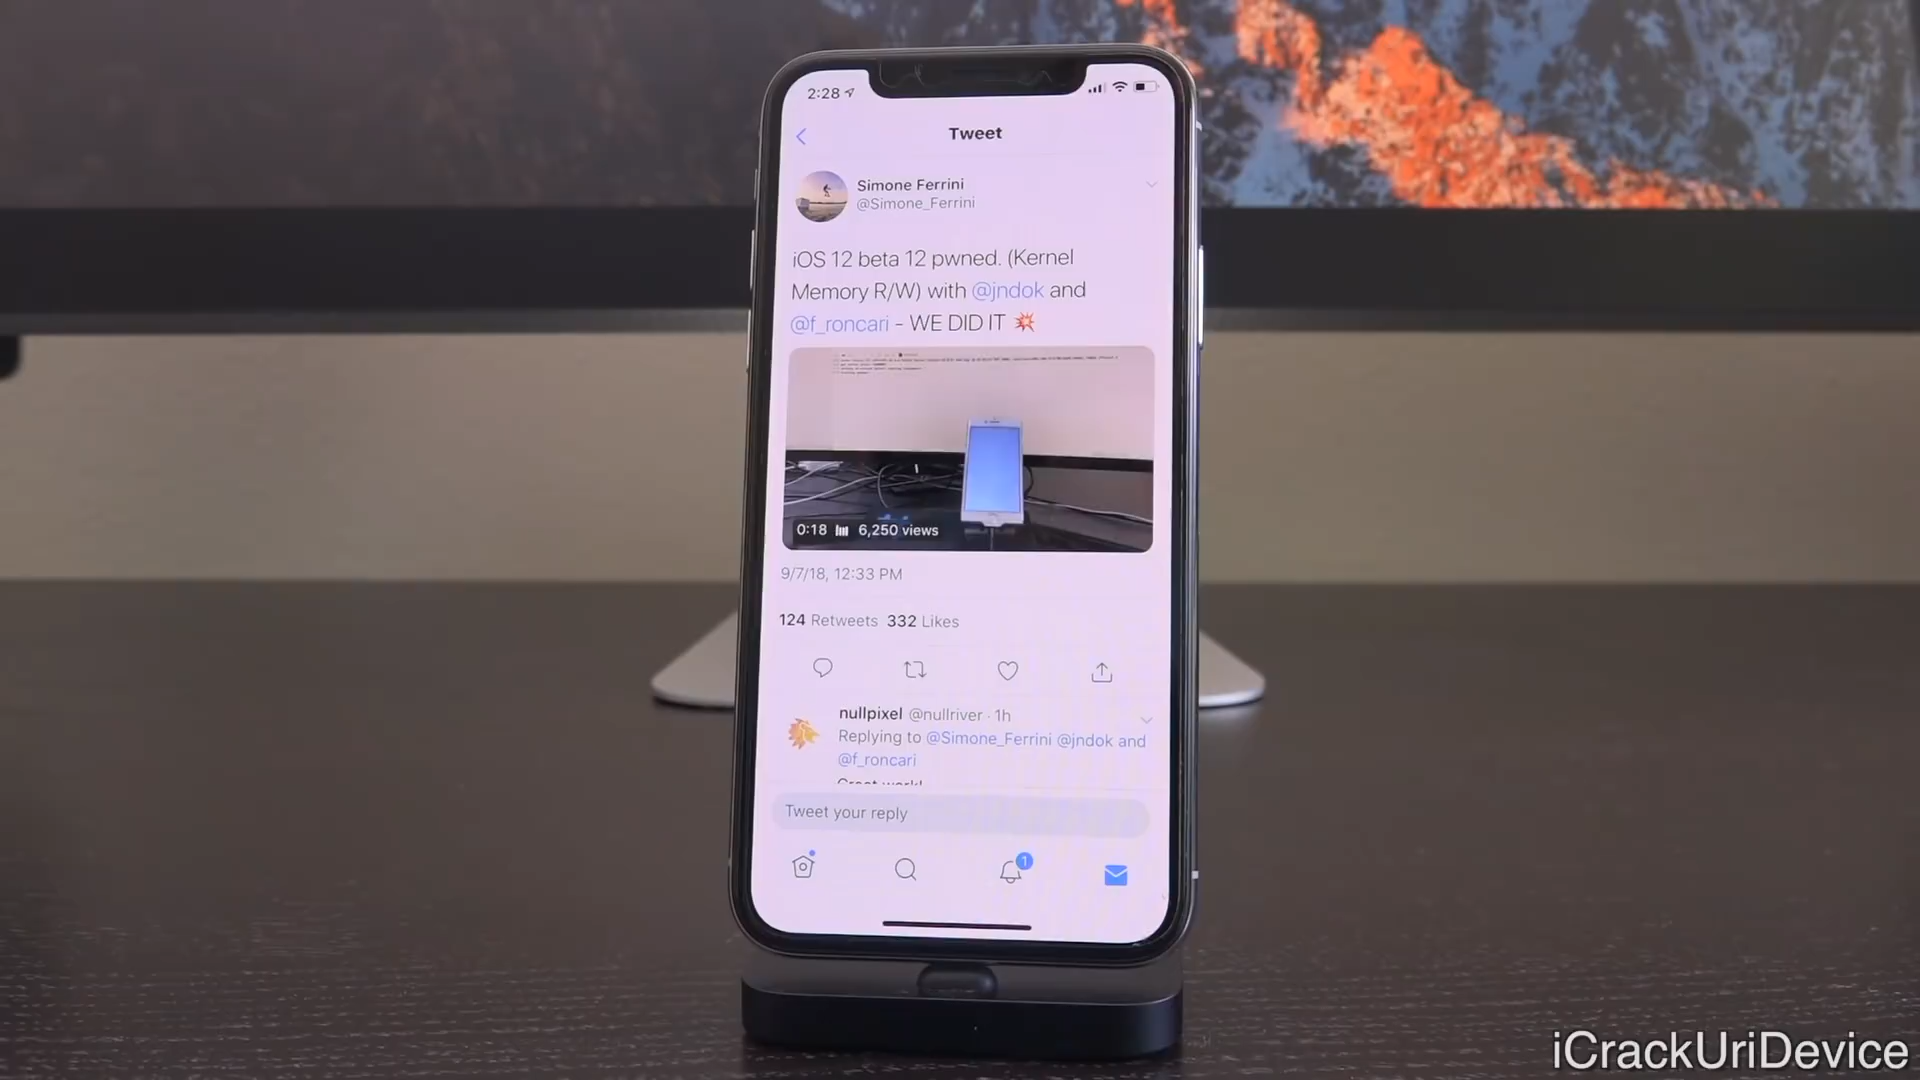 2:28
Tweet
Simone Ferrini
@Simone_Ferrini
iOS 12 beta 12 pwned. (Kernel
Memory R/W) with @jndok and
@f_roncari - WE DID IT 💥
0:18 6,250 views
9/7/18, 12:33 PM
124 Retweets 332 Likes
nullpixel @nullriver · 1h
Replying to @Simone_Ferrini @jndok and
@f_roncari
Great work!
Tweet your reply
1
iCrackUriDevice